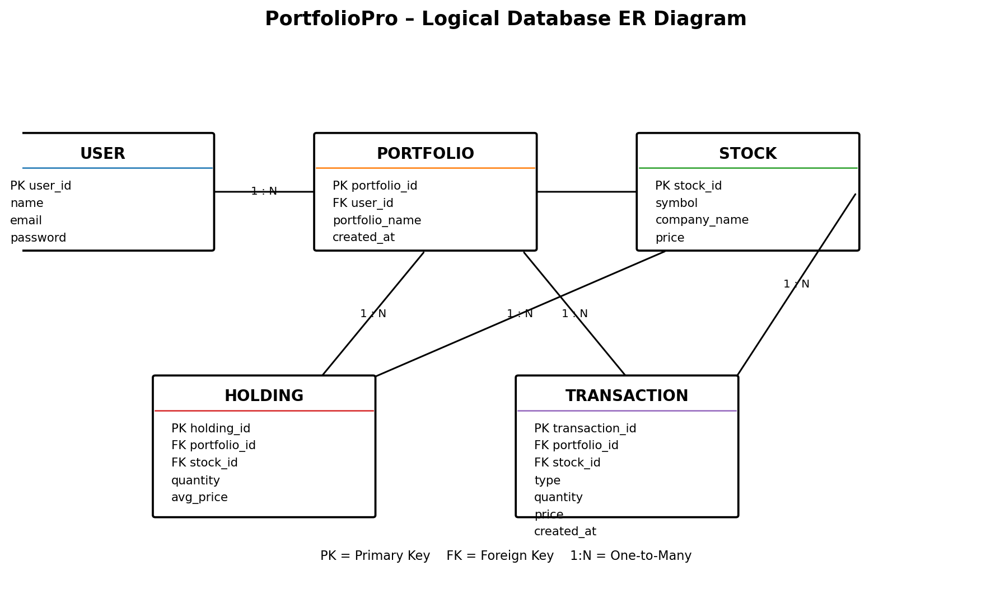 PortfolioPro – Logical Database ER Diagram
USER
PK user_id
name
email
password
1 : N
PORTFOLIO
PK portfolio_id
FK user_id
portfolio_name
created_at
STOCK
PK stock_id
symbol
company_name
price
1 : N
1 : N
1 : N
1 : N
HOLDING
PK holding_id
FK portfolio_id
FK stock_id
quantity
avg_price
TRANSACTION
PK transaction_id
FK portfolio_id
FK stock_id
type
quantity
price
created_at
PK = Primary Key    FK = Foreign Key    1:N = One-to-Many